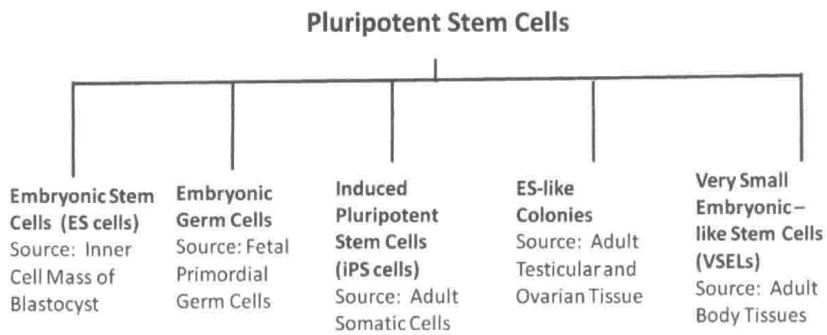 Pluripotent Stem Cells
Embryonic Stem
Cells (ES cells)
Source: Inner
Cell Mass of
Blastocyst
Embryonic
Germ Cells
Source: Fetal
Primordial
Germ Cells
Induced
Pluripotent
Stem Cells
(iPS cells)
Source: Adult
Somatic Cells
ES-like
Colonies
Source: Adult
Testicular and
Ovarian Tissue
Very Small
Embryonic –
like Stem Cells
(VSELs)
Source: Adult
Body Tissues